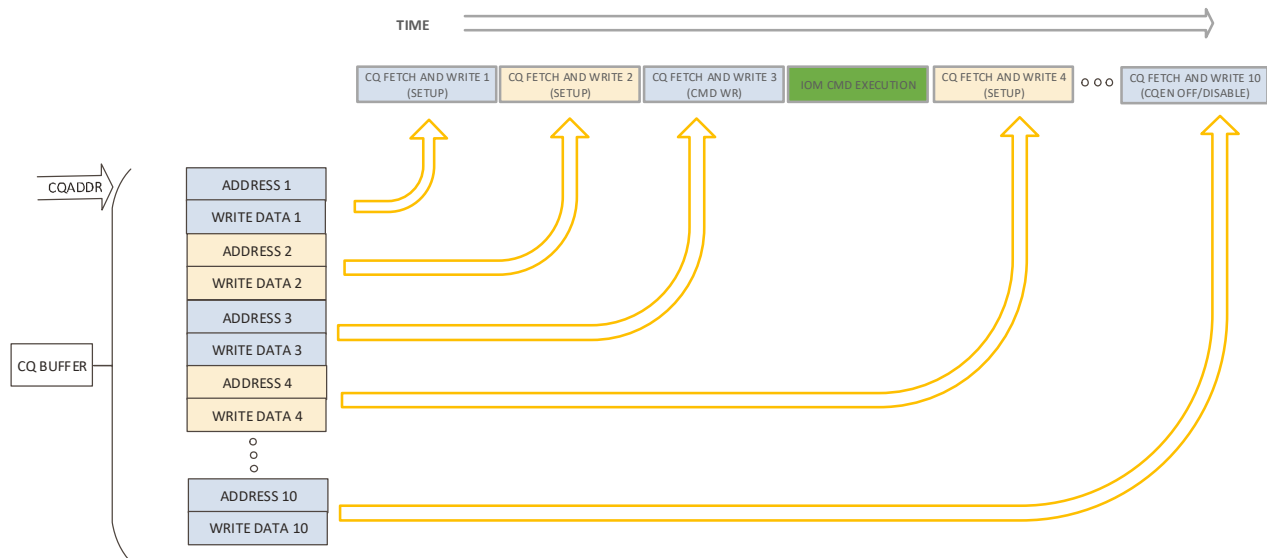 TIME
CQ FETCH AND WRITE 1
(SETUP)
CQ FETCH AND WRITE 2
(SETUP)
CQ FETCH AND WRITE 3
(CMD WR)
IOM CMD EXECUTION
CQ FETCH AND WRITE 4
(SETUP)
CQ FETCH AND WRITE 10
(CQEN OFF/DISABLE)
CQADDR
ADDRESS 1
WRITE DATA 1
ADDRESS 2
WRITE DATA 2
ADDRESS 3
WRITE DATA 3
CQ BUFFER
ADDRESS 4
WRITE DATA 4
ADDRESS 10
WRITE DATA 10